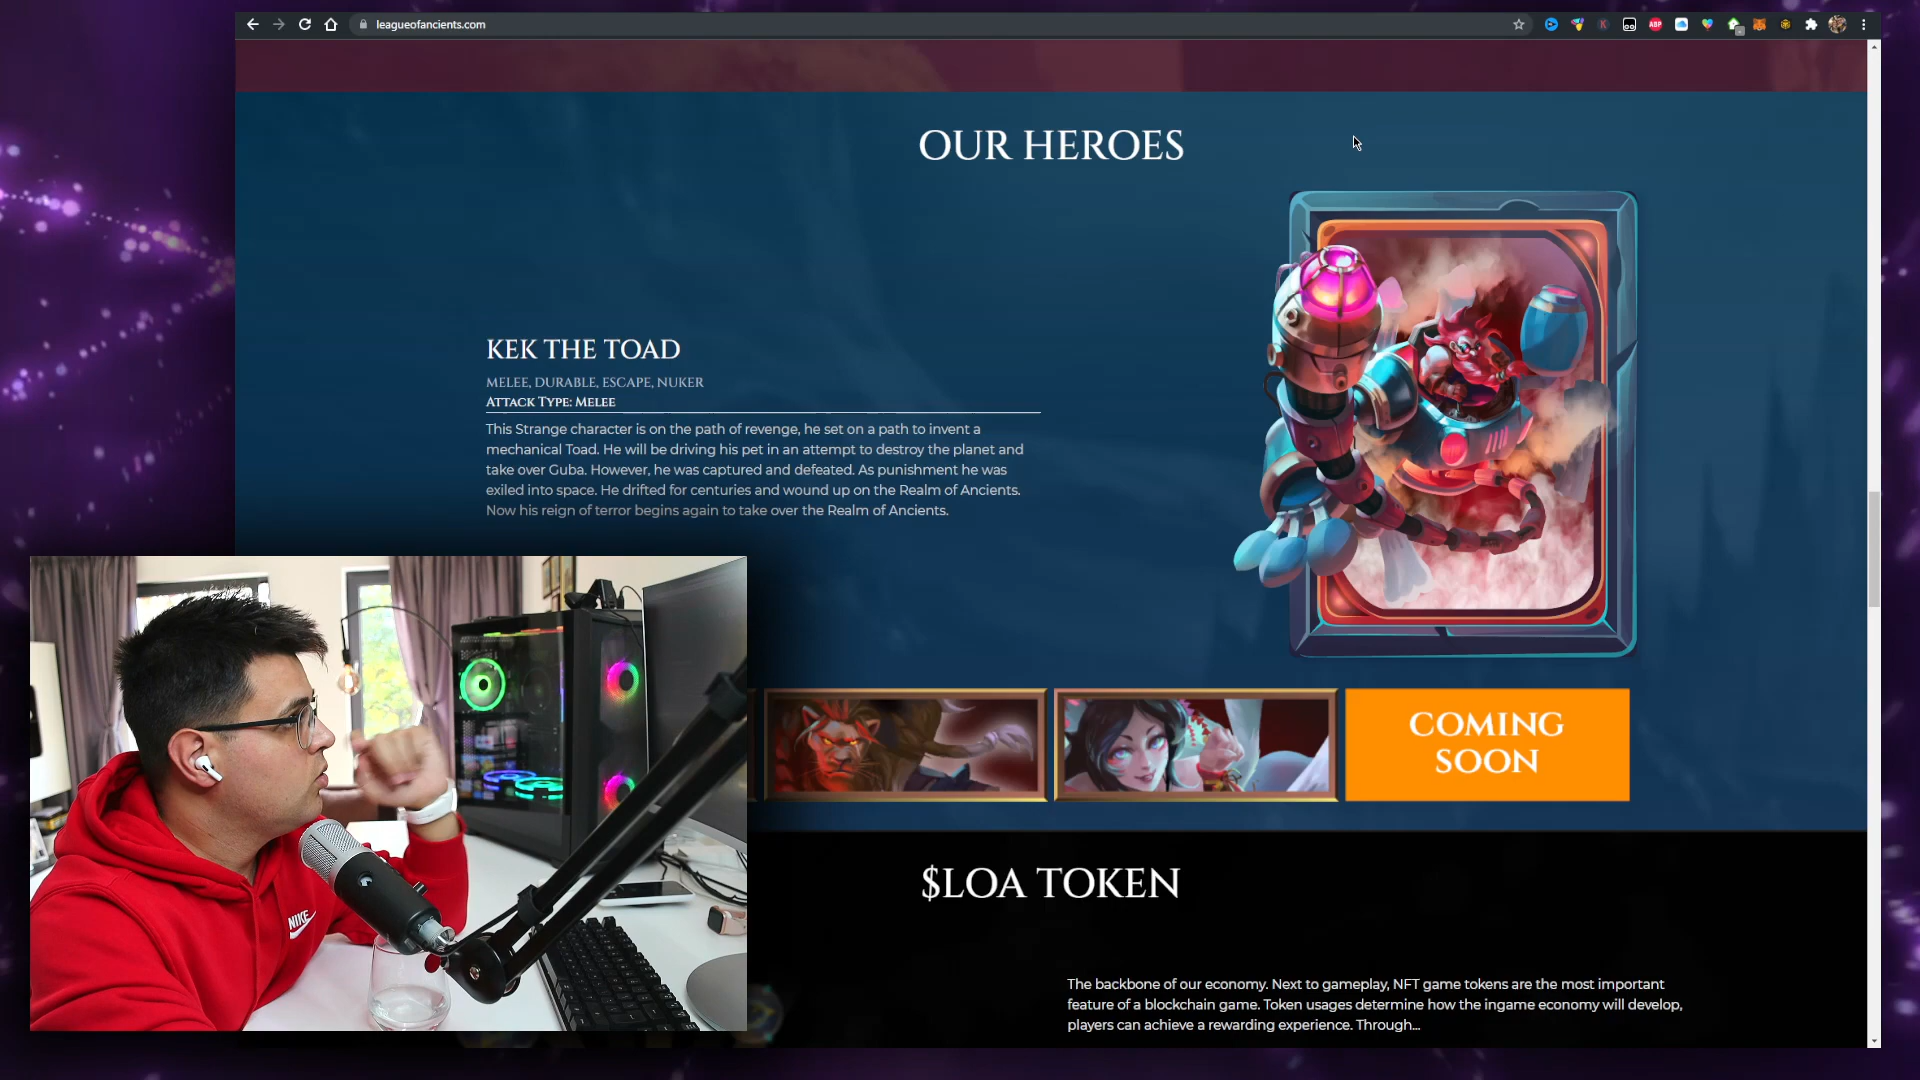 leagueofancients.com
ABP
OUR HEROES
KEK THE TOAD
MELEE, DURABLE, ESCAPE, NUKER
ATTACK TYPE: MELEE
This Strange character is on the path of revenge, he set on a path to invent a
mechanical Toad. He will be driving his pet in an attempt to destroy the planet and
take over Guba. However, he was captured and defeated. As punishment he was
exiled into space. He drifted for centuries and wound up on the Realm of Ancients.
Now his reign of terror begins again to take over the Realm of Ancients.
COMING
SOON
NIKE
$LOA TOKEN
The backbone of our economy. Next to gameplay, NFT game tokens are the most important
feature of a blockchain game. Token usages determine how the ingame economy will develop,
players can achieve a rewarding experience. Through...